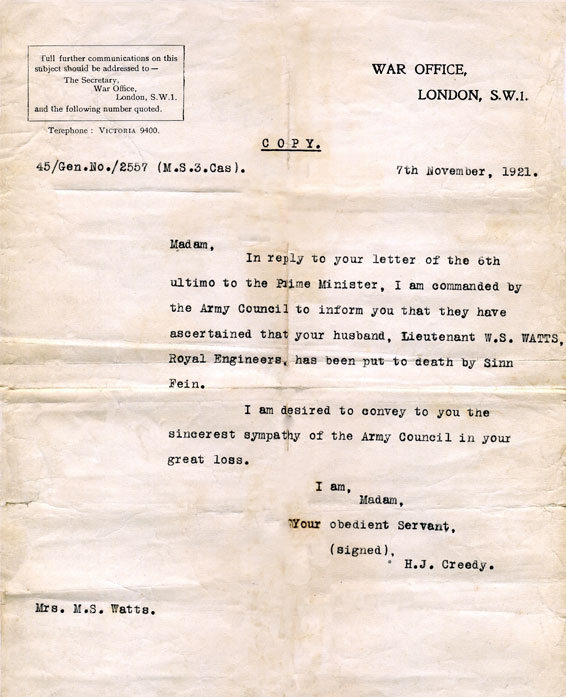 Full further communications on this
subject should be addressed to—
The Secretary,
War Office,
London, S.W.1.
and the following number quoted.
Telephone : VICTORIA 9400.
WAR OFFICE,
LONDON, S.W.1.
COPY.
45/Gen.No./2557 (M.S.3.Cas).
7th November, 1921.
Madam,
In reply to your letter of the 6th
ultimo to the Prime Minister, I am commanded by
the Army Council to inform you that they have
ascertained that your husband, Lieutenant W.S. WATTS,
Royal Engineers, has been put to death by Sinn
Fein.
I am desired to convey to you the
sincerest sympathy of the Army Council in your
great loss.
I am,
Madam,
Your obedient Servant,
(signed),
H.J. Creedy.
Mrs. M.S. Watts.